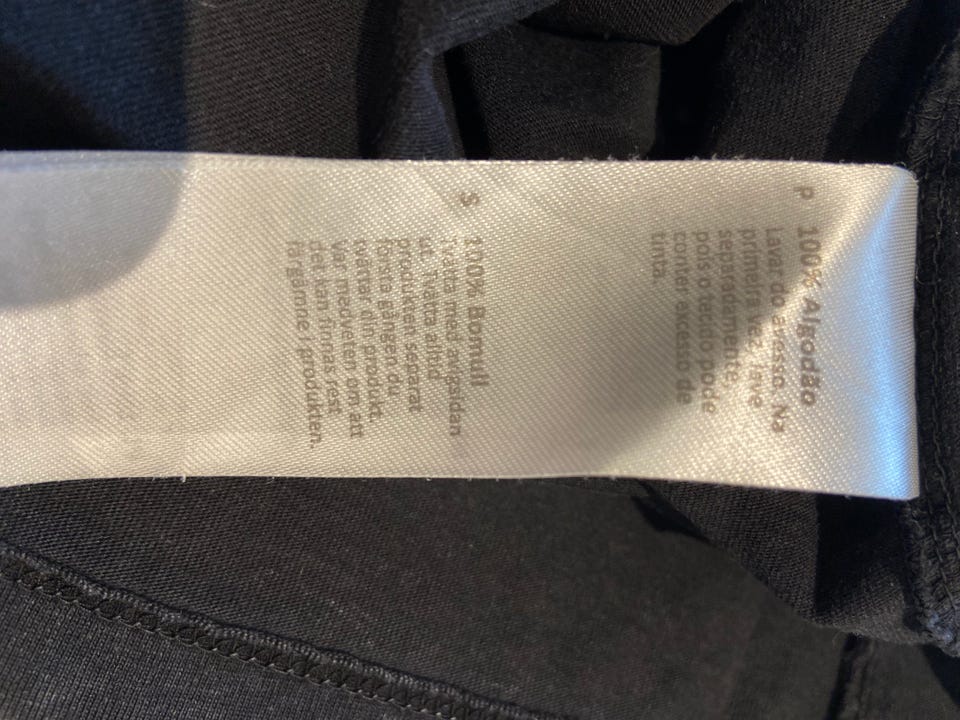 P 100% Algodão
Lavar do avesso. Na
primeira vez, lave
separadamente,
pois o tecido pode
conter excesso de
tinta.
S 100% Bomull
Tvätta med avigsidan
ut. Tvätta alltid
produkten separat
första gången du
tvättar din produkt.
Var medveten om att
det kan finnas rest
färgämne i produkten.